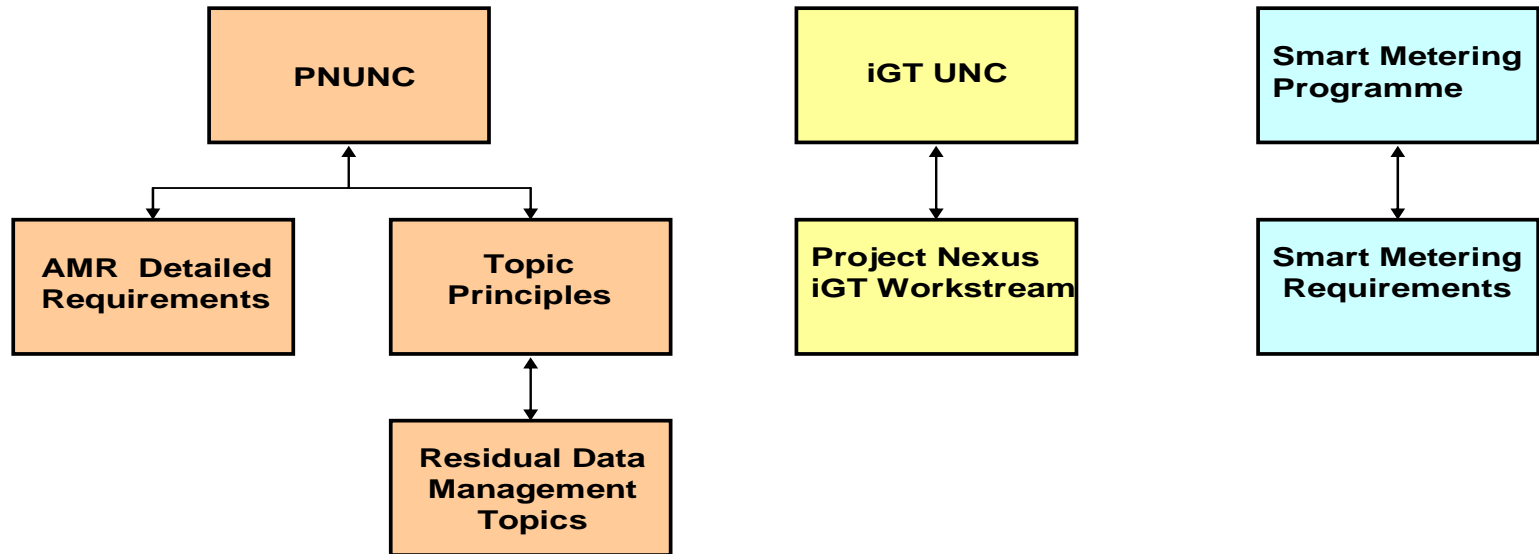 PNUNC
iGT UNC
Smart Metering
Programme
AMR Detailed
Requirements
Topic
Principles
Project Nexus
iGT Workstream
Smart Metering
Requirements
Residual Data
Management
Topics